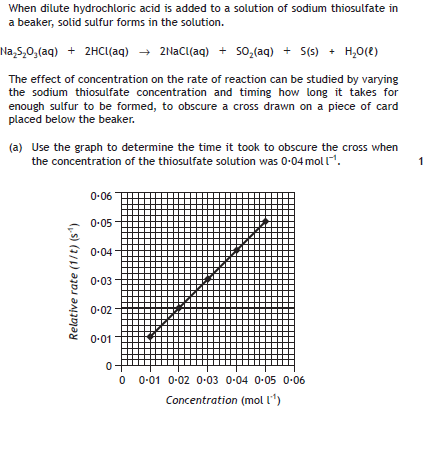 When dilute hydrochloric acid is added to a solution of sodium thiosulfate in
a beaker, solid sulfur forms in the solution.
Na₂S₂O₃(aq) + 2HCl(aq) → 2NaCl(aq) + SO₂(aq) + S(s) + H₂O(ℓ)
The effect of concentration on the rate of reaction can be studied by varying
the sodium thiosulfate concentration and timing how long it takes for
enough sulfur to be formed, to obscure a cross drawn on a piece of card
placed below the beaker.
(a) Use the graph to determine the time it took to obscure the cross when
the concentration of the thiosulfate solution was 0·04 mol l⁻¹. 1
Relative rate (1/t) (s⁻¹)
0·06
0·05
0·04
0·03
0·02
0·01
0
0 0·01 0·02 0·03 0·04 0·05 0·06
Concentration (mol l⁻¹)